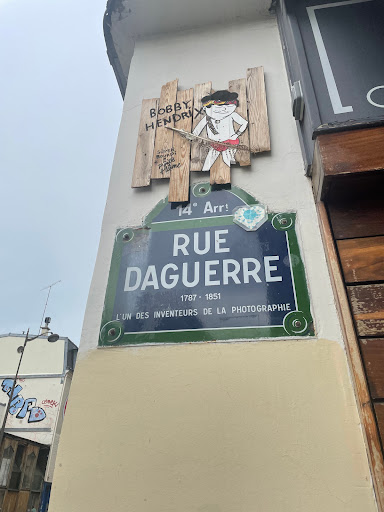 BOBBY
HENDRIX
14e Arrt
RUE
DAGUERRE
1787 - 1851
L'UN DES INVENTEURS DE LA PHOTOGRAPHIE